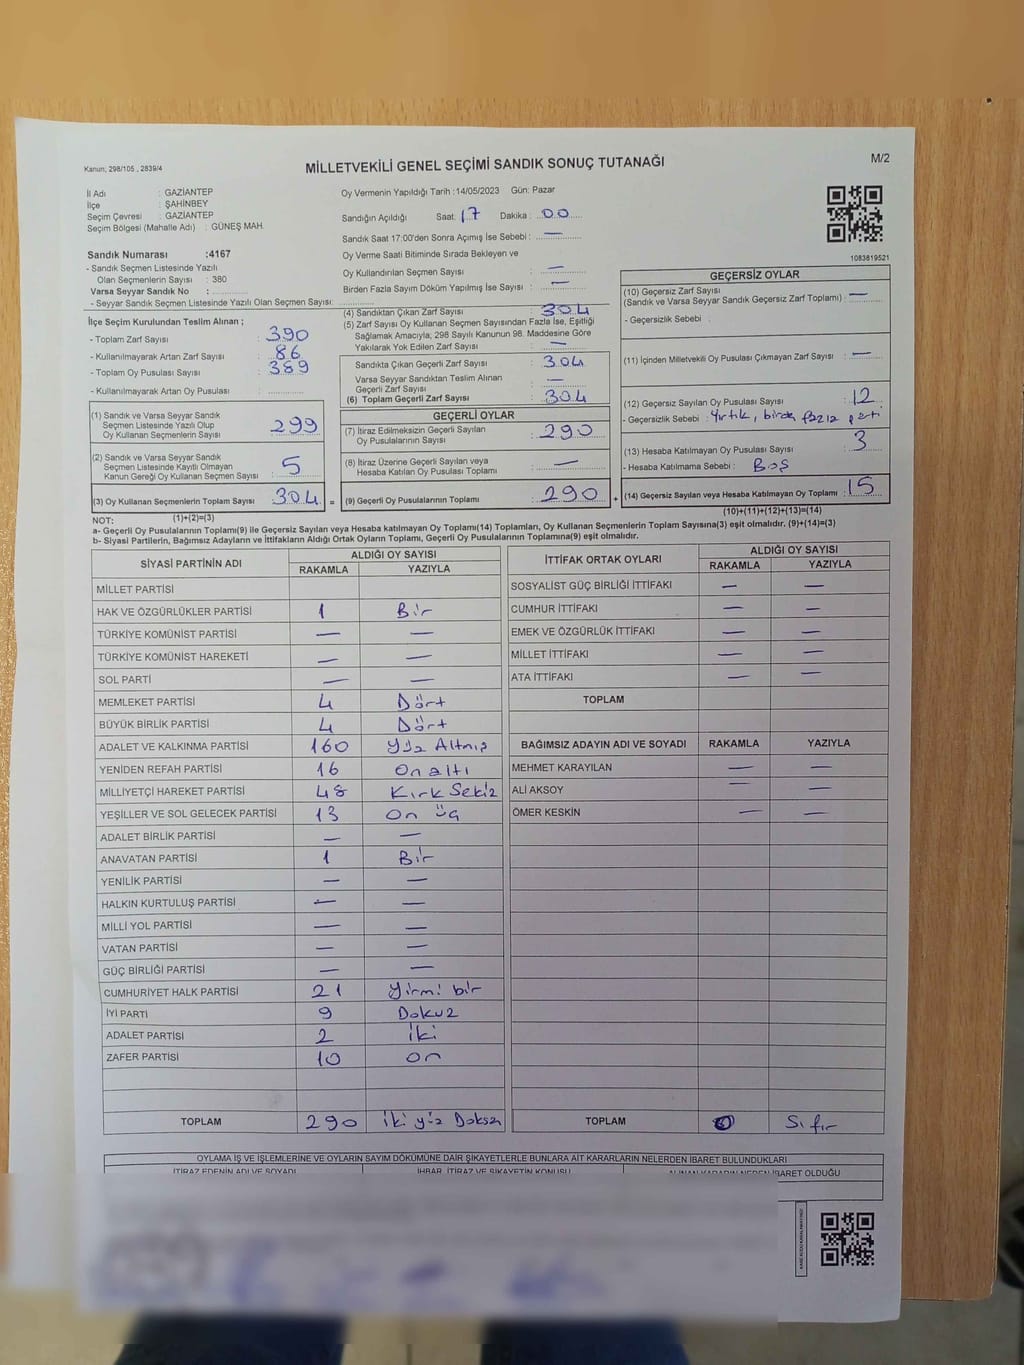 Kanun; 298/105 , 2839/4
MİLLETVEKİLİ GENEL SEÇİMİ SANDIK SONUÇ TUTANAĞI
M/2
İl Adı : GAZİANTEP
İlçe : ŞAHİNBEY
Seçim Çevresi : GAZİANTEP
Seçim Bölgesi (Mahalle Adı) : GÜNEŞ MAH.
Oy Vermenin Yapıldığı Tarih :14/05/2023 Gün: Pazar
Sandığın Açıldığı Saat: 17 Dakika : 00
Sandık Saat 17:00'den Sonra Açımış İse Sebebi : —
Oy Verme Saati Bitiminde Sırada Bekleyen ve
Oy Kullandırılan Seçmen Sayısı : —
Birden Fazla Sayım Döküm Yapılmış İse Sayısı : —
1083819521
Sandık Numarası :4167
- Sandık Seçmen Listesinde Yazılı
Olan Seçmenlerin Sayısı : 380
Varsa Seyyar Sandık No :
- Seyyar Sandık Seçmen Listesinde Yazılı Olan Seçmen Sayısı:
İlçe Seçim Kurulundan Teslim Alınan ;
- Toplam Zarf Sayısı : 390
- Kullanılmayarak Artan Zarf Sayısı : 86
- Toplam Oy Pusulası Sayısı : 389
- Kullanılmayarak Artan Oy Pusulası :
(1) Sandık ve Varsa Seyyar Sandık
Seçmen Listesinde Yazılı Olup
Oy Kullanan Seçmenlerin Sayısı : 299
(2) Sandık ve Varsa Seyyar Sandık
Seçmen Listesinde Kayıtlı Olmayan
Kanun Gereği Oy Kullanan Seçmen Sayısı : 5
(3) Oy Kullanan Seçmenlerin Toplam Sayısı : 304 =
(1)+(2)=(3)
(4) Sandıktan Çıkan Zarf Sayısı : 304
(5) Zarf Sayısı Oy Kullanan Seçmen Sayısından Fazla İse, Eşitliği
Sağlamak Amacıyla; 298 Sayılı Kanunun 98. Maddesine Göre
Yakılarak Yok Edilen Zarf Sayısı : —
Sandıkta Çıkan Geçerli Zarf Sayısı : 304
Varsa Seyyar Sandıktan Teslim Alınan
Geçerli Zarf Sayısı : —
(6) Toplam Geçerli Zarf Sayısı : 304
GEÇERLİ OYLAR
(7) İtiraz Edilmeksizin Geçerli Sayılan
Oy Pusulalarının Sayısı : 290
(8) İtiraz Üzerine Geçerli Sayılan veya
Hesaba Katılan Oy Pusulası Toplamı : —
(9) Geçerli Oy Pusulalarının Toplamı : 290 +
GEÇERSİZ OYLAR
(10) Geçersiz Zarf Sayısı
(Sandık ve Varsa Seyyar Sandık Geçersiz Zarf Toplamı) : —
- Geçersizlik Sebebi :
(11) İçinden Milletvekili Oy Pusulası Çıkmayan Zarf Sayısı : —
(12) Geçersiz Sayılan Oy Pusulası Sayısı : 12
- Geçersizlik Sebebi : Yırtık, birden fazla parti
(13) Hesaba Katılmayan Oy Pusulası Sayısı : 3
- Hesaba Katılmama Sebebi : Boş
(14) Geçersiz Sayılan veya Hesaba Katılmayan Oy Toplamı : 15
(10)+(11)+(12)+(13)=(14)
NOT:
a- Geçerli Oy Pusulalarının Toplamı(9) ile Geçersiz Sayılan veya Hesaba katılmayan Oy Toplamı(14) Toplamları, Oy Kullanan Seçmenlerin Toplam Sayısına(3) eşit olmalıdır. (9)+(14)=(3)
b- Siyasi Partilerin, Bağımsız Adayların ve İttifakların Aldığı Ortak Oyların Toplamı, Geçerli Oy Pusulalarının Toplamına(9) eşit olmalıdır.
SİYASİ PARTİNİN ADI ALDIĞI OY SAYISI
RAKAMLA YAZIYLA
MİLLET PARTİSİ
HAK VE ÖZGÜRLÜKLER PARTİSİ 1 Bir
TÜRKİYE KOMÜNİST PARTİSİ — —
TÜRKİYE KOMÜNİST HAREKETİ — —
SOL PARTİ — —
MEMLEKET PARTİSİ 4 Dört
BÜYÜK BİRLİK PARTİSİ 4 Dört
ADALET VE KALKINMA PARTİSİ 160 Yüz Altmış
YENİDEN REFAH PARTİSİ 16 On altı
MİLLİYETÇİ HAREKET PARTİSİ 48 Kırk Sekiz
YEŞİLLER VE SOL GELECEK PARTİSİ 13 On üç
ADALET BİRLİK PARTİSİ — —
ANAVATAN PARTİSİ 1 Bir
YENİLİK PARTİSİ — —
HALKIN KURTULUŞ PARTİSİ — —
MİLLİ YOL PARTİSİ — —
VATAN PARTİSİ — —
GÜÇ BİRLİĞİ PARTİSİ — —
CUMHURİYET HALK PARTİSİ 21 Yirmi bir
İYİ PARTİ 9 Dokuz
ADALET PARTİSİ 2 İki
ZAFER PARTİSİ 10 On
TOPLAM 290 İki yüz Doksan
İTTİFAK ORTAK OYLARI ALDIĞI OY SAYISI
RAKAMLA YAZIYLA
SOSYALİST GÜÇ BİRLİĞİ İTTİFAKI — —
CUMHUR İTTİFAKI — —
EMEK VE ÖZGÜRLÜK İTTİFAKI — —
MİLLET İTTİFAKI — —
ATA İTTİFAKI — —
TOPLAM
BAĞIMSIZ ADAYIN ADI VE SOYADI RAKAMLA YAZIYLA
MEHMET KARAYILAN — —
ALİ AKSOY — —
ÖMER KESKİN — —
TOPLAM 0 Sıfır
OYLAMA İŞ VE İŞLEMLERİNE VE OYLARIN SAYIM DÖKÜMÜNE DAİR ŞİKAYETLERLE BUNLARA AİT KARARLARIN NELERDEN İBARET BULUNDUKLARI
İTİRAZ EDENİN ADI VE SOYADI İHBAR, İTİRAZ VE ŞİKAYETİN KONUSU ALINAN KARARIN NEDEN İBARET OLDUĞU